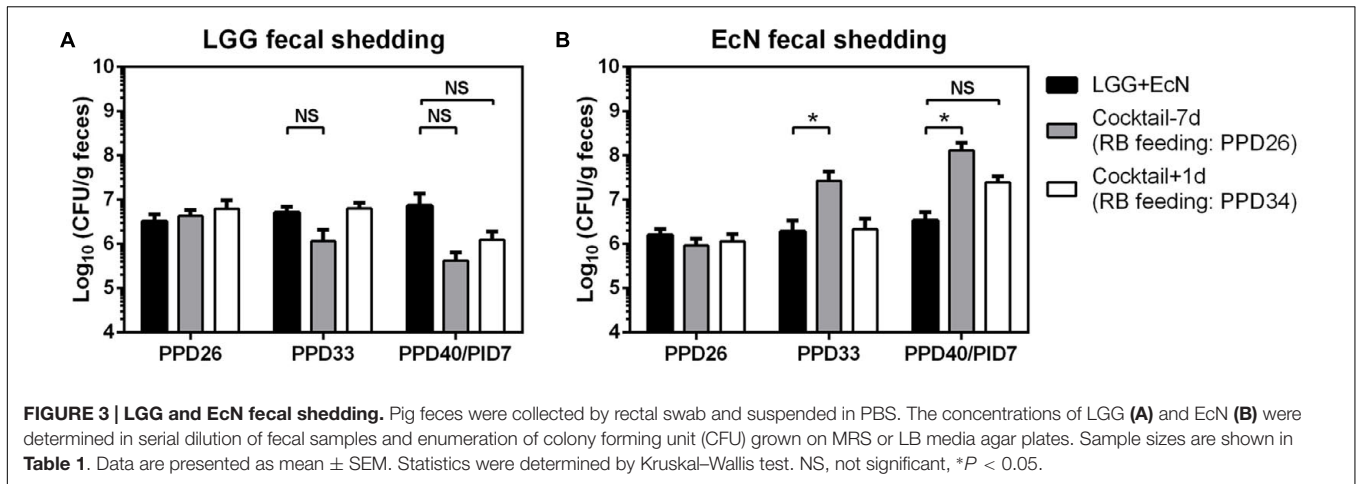 A
LGG fecal shedding
Log₁₀ (CFU/g feces)
10
9
8
7
6
5
4
NS
NS
NS
PPD26
PPD33
PPD40/PID7
B
EcN fecal shedding
Log₁₀ (CFU/g feces)
10
9
8
7
6
5
4
*
NS
*
PPD26
PPD33
PPD40/PID7
LGG+EcN
Cocktail-7d
(RB feeding: PPD26)
Cocktail+1d
(RB feeding: PPD34)
FIGURE 3 | LGG and EcN fecal shedding. Pig feces were collected by rectal swab and suspended in PBS. The concentrations of LGG (A) and EcN (B) were
determined in serial dilution of fecal samples and enumeration of colony forming unit (CFU) grown on MRS or LB media agar plates. Sample sizes are shown in
Table 1. Data are presented as mean ± SEM. Statistics were determined by Kruskal–Wallis test. NS, not significant, *P < 0.05.